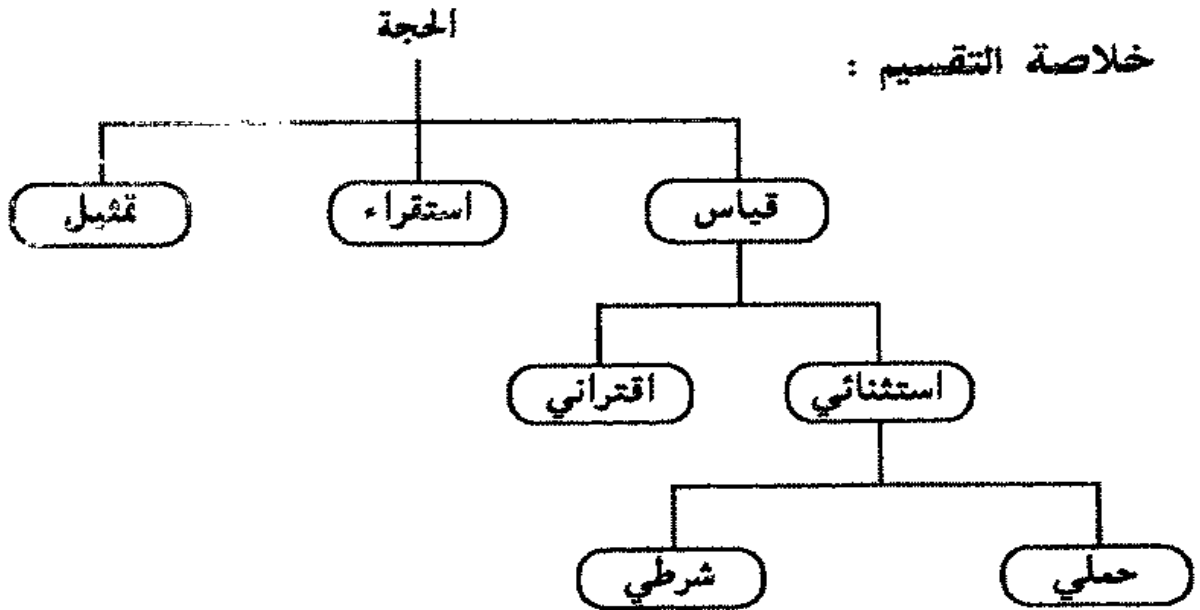 خلاصة التقسيم :
الحجة
قياس استقراء تمثيل
استثنائي اقتراني
حملي شرطي